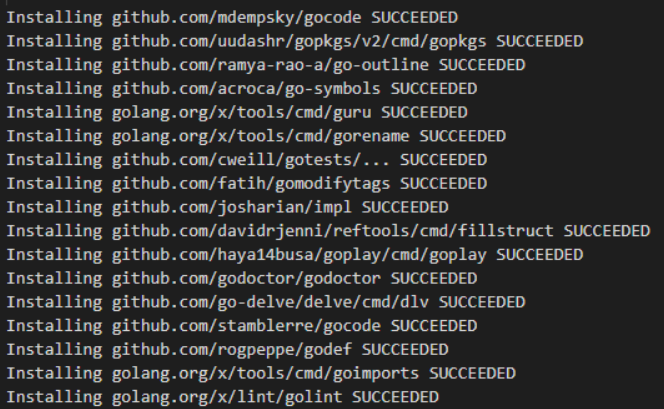 Installing github.com/mdempsky/gocode SUCCEEDED
Installing github.com/uudashr/gopkgs/v2/cmd/gopkgs SUCCEEDED
Installing github.com/ramya-rao-a/go-outline SUCCEEDED
Installing github.com/acroca/go-symbols SUCCEEDED
Installing golang.org/x/tools/cmd/guru SUCCEEDED
Installing golang.org/x/tools/cmd/gorename SUCCEEDED
Installing github.com/cweill/gotests/... SUCCEEDED
Installing github.com/fatih/gomodifytags SUCCEEDED
Installing github.com/josharian/impl SUCCEEDED
Installing github.com/davidrjenni/reftools/cmd/fillstruct SUCCEEDED
Installing github.com/haya14busa/goplay/cmd/goplay SUCCEEDED
Installing github.com/godoctor/godoctor SUCCEEDED
Installing github.com/go-delve/delve/cmd/dlv SUCCEEDED
Installing github.com/stamblerre/gocode SUCCEEDED
Installing github.com/rogpeppe/godef SUCCEEDED
Installing golang.org/x/tools/cmd/goimports SUCCEEDED
Installing golang.org/x/lint/golint SUCCEEDED